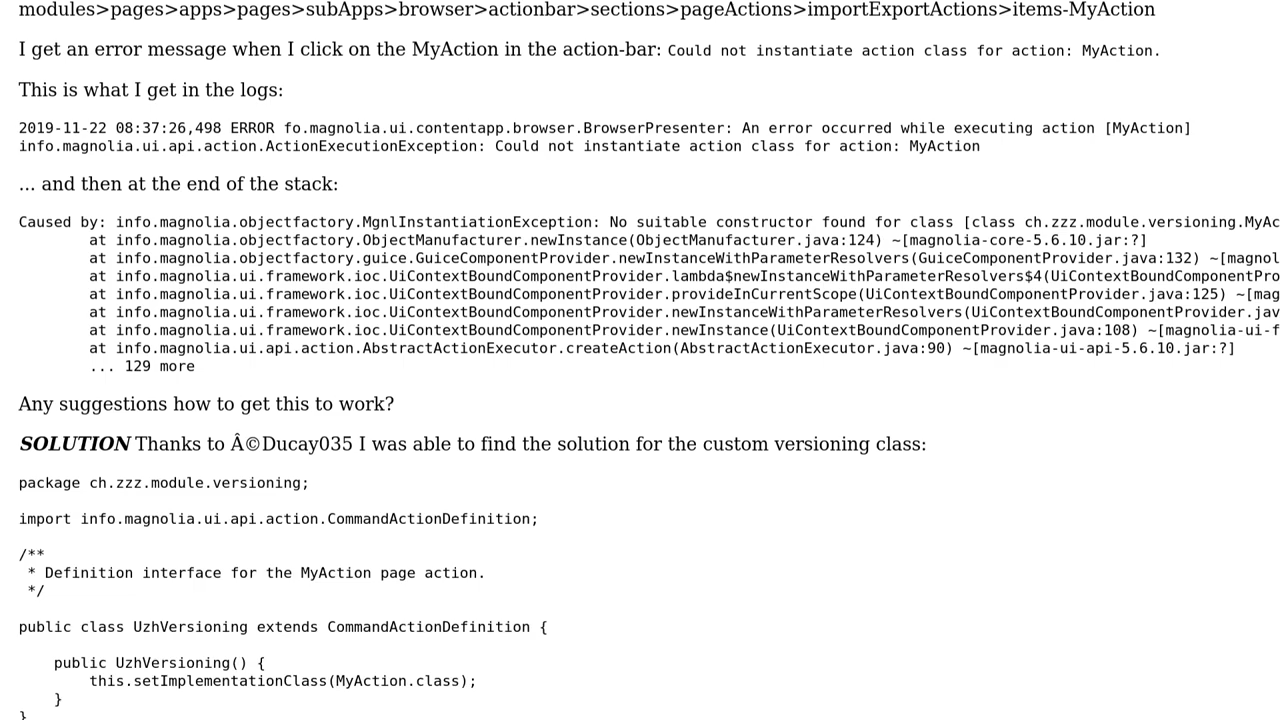 modules>pages>apps>pages>subApps>browser>actionbar>sections>pageActions>importExportActions>items-MyAction
I get an error message when I click on the MyAction in the action-bar: Could not instantiate action class for action: MyAction.
This is what I get in the logs:
2019-11-22 08:37:26,498 ERROR fo.magnolia.ui.contentapp.browser.BrowserPresenter: An error occurred while executing action [MyAction]
info.magnolia.ui.api.action.ActionExecutionException: Could not instantiate action class for action: MyAction
... and then at the end of the stack:
Caused by: info.magnolia.objectfactory.MgnlInstantiationException: No suitable constructor found for class [class ch.zzz.module.versioning.MyAc
        at info.magnolia.objectfactory.ObjectManufacturer.newInstance(ObjectManufacturer.java:124) ~[magnolia-core-5.6.10.jar:?]
        at info.magnolia.objectfactory.guice.GuiceComponentProvider.newInstanceWithParameterResolvers(GuiceComponentProvider.java:132) ~[magnol
        at info.magnolia.ui.framework.ioc.UiContextBoundComponentProvider.lambda$newInstanceWithParameterResolvers$4(UiContextBoundComponentPro
        at info.magnolia.ui.framework.ioc.UiContextBoundComponentProvider.provideInCurrentScope(UiContextBoundComponentProvider.java:125) ~[mag
        at info.magnolia.ui.framework.ioc.UiContextBoundComponentProvider.newInstanceWithParameterResolvers(UiContextBoundComponentProvider.jav
        at info.magnolia.ui.framework.ioc.UiContextBoundComponentProvider.newInstance(UiContextBoundComponentProvider.java:108) ~[magnolia-ui-f
        at info.magnolia.ui.api.action.AbstractActionExecutor.createAction(AbstractActionExecutor.java:90) ~[magnolia-ui-api-5.6.10.jar:?]
        ... 129 more
Any suggestions how to get this to work?
SOLUTION Thanks to Â©Ducay035 I was able to find the solution for the custom versioning class:
package ch.zzz.module.versioning;
import info.magnolia.ui.api.action.CommandActionDefinition;
/**
 * Definition interface for the MyAction page action.
 */
public class UzhVersioning extends CommandActionDefinition {
    public UzhVersioning() {
        this.setImplementationClass(MyAction.class);
    }
}